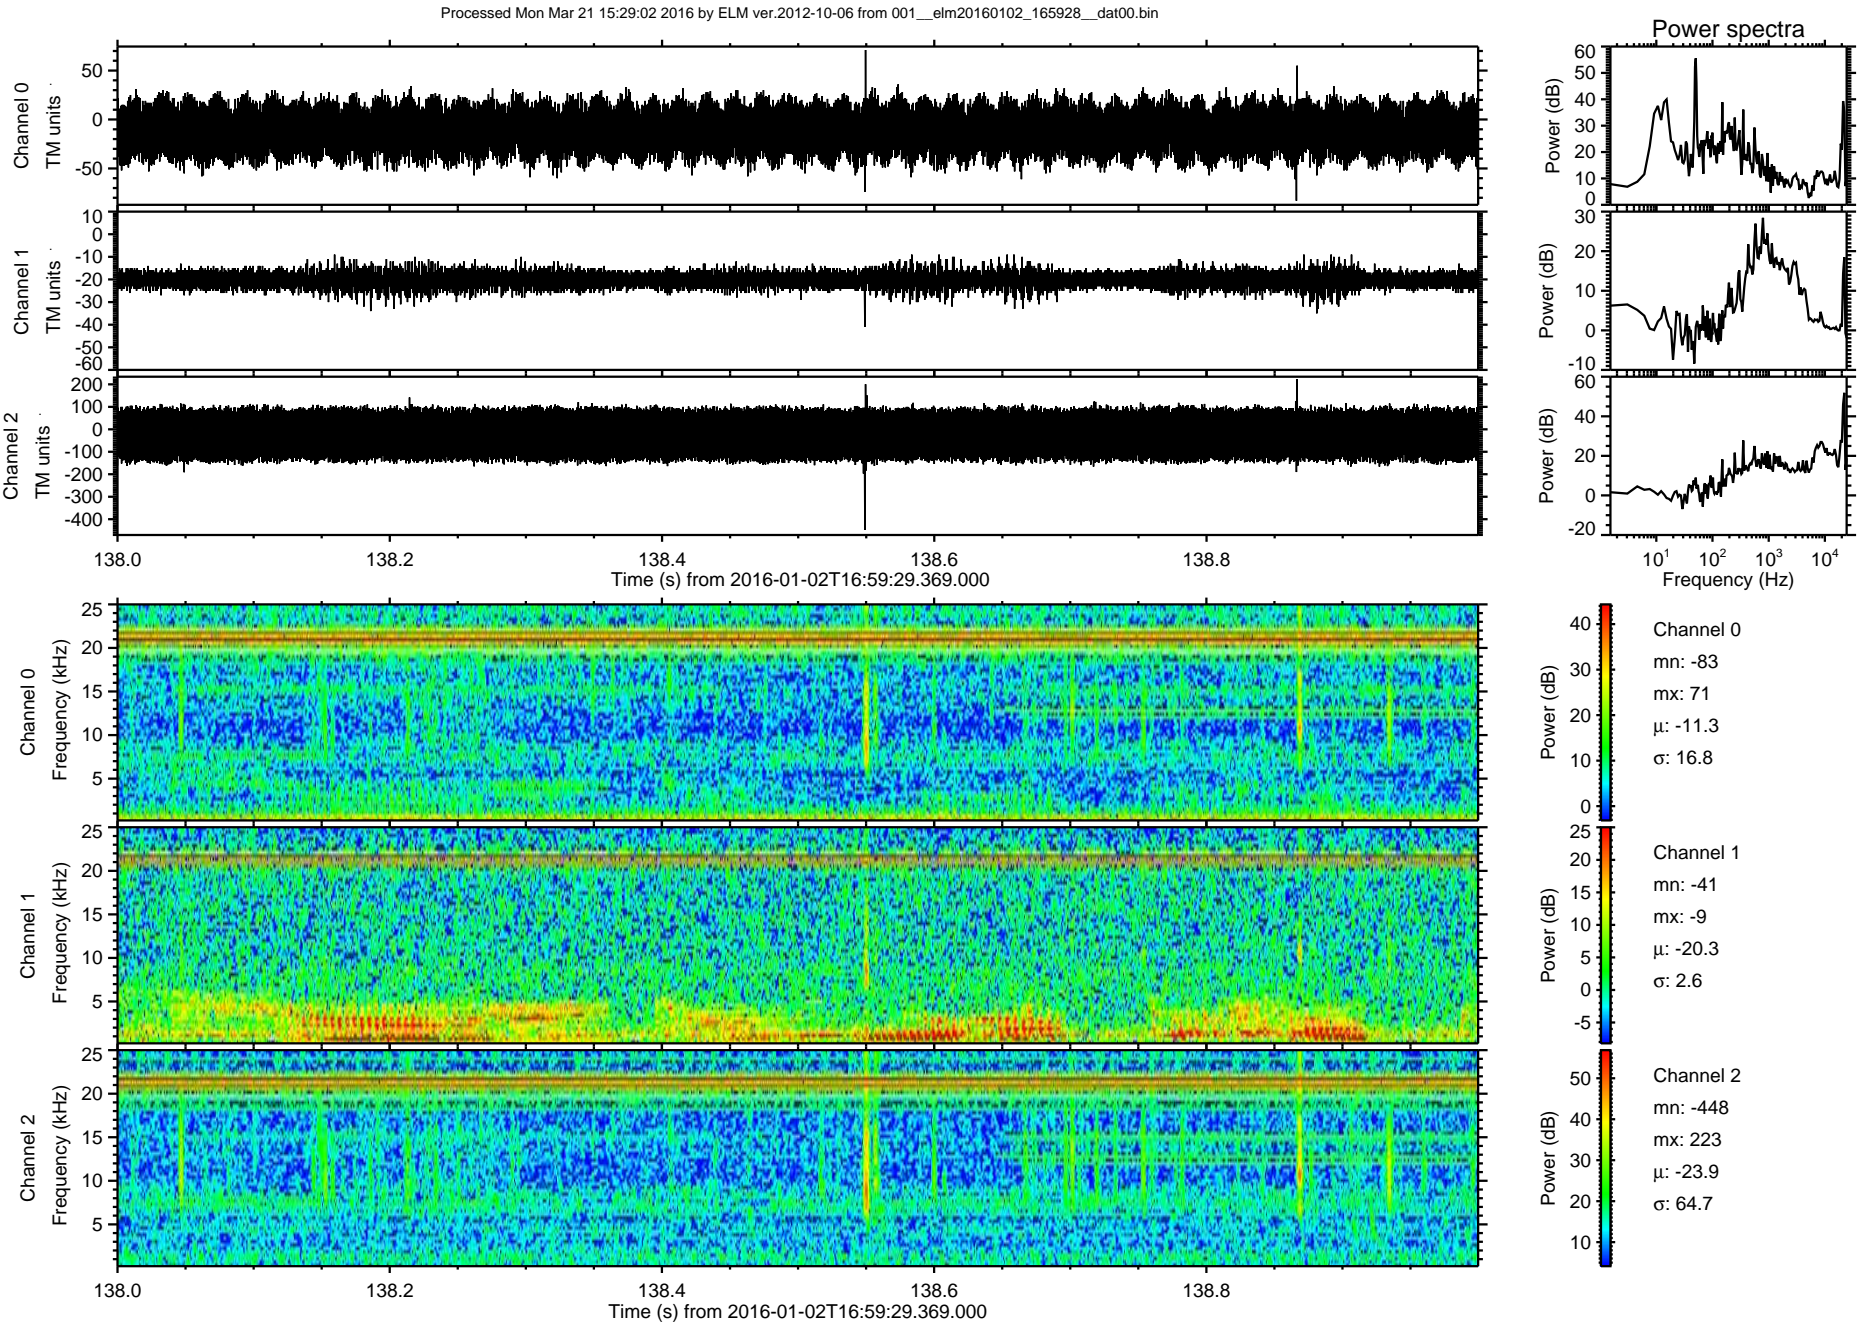 Processed Mon Mar 21 15:29:02 2016 by ELM ver.2012-10-06 from 001__elm20160102_165928__dat00.bin
Power spectra
Channel 0
TM units
50
0
-50
Power (dB)
60
50
40
30
20
10
0
Channel 1
TM units
10
0
-10
-20
-30
-40
-50
-60
Power (dB)
30
20
10
0
-10
Channel 2
TM units
200
100
0
-100
-200
-300
-400
Power (dB)
60
40
20
0
-20
138.0 138.2 138.4 138.6 138.8
Time (s) from 2016-01-02T16:59:29.369.000
10¹ 10² 10³ 10⁴
Frequency (Hz)
Channel 0
Frequency (kHz)
25
20
15
10
5
Power (dB)
40
30
20
10
0
Channel 0
mn: -83
mx: 71
µ: -11.3
σ: 16.8
Channel 1
Frequency (kHz)
25
20
15
10
5
Power (dB)
25
20
15
10
5
0
-5
Channel 1
mn: -41
mx: -9
µ: -20.3
σ: 2.6
Channel 2
Frequency (kHz)
25
20
15
10
5
Power (dB)
50
40
30
20
10
Channel 2
mn: -448
mx: 223
µ: -23.9
σ: 64.7
138.0 138.2 138.4 138.6 138.8
Time (s) from 2016-01-02T16:59:29.369.000